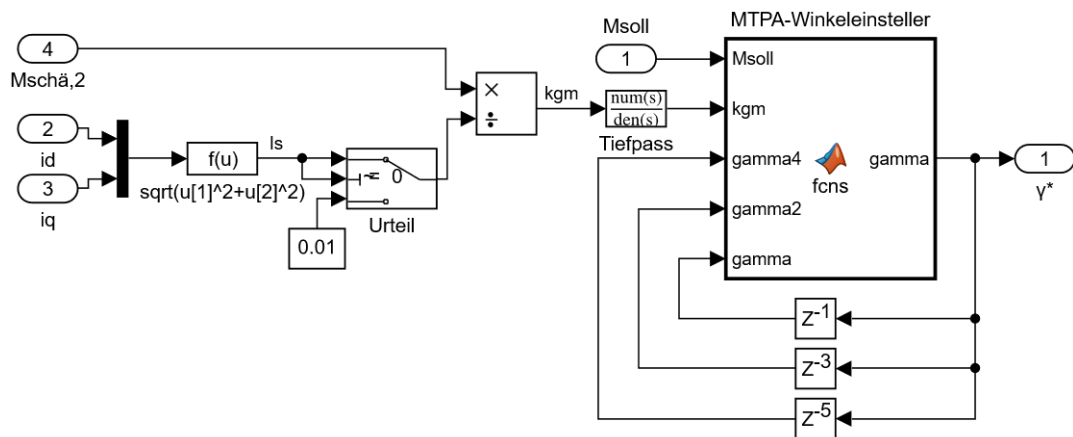 MTPA-Winkeleinsteller
4
Mschä,2
Msoll
1
Msoll
×
÷
kgm
num(s)
den(s)
Tiefpass
kgm
2
id
3
iq
f(u)
sqrt(u[1]^2+u[2]^2)
Is
~=
0
Urteil
0.01
gamma4
gamma2
gamma
fcns
gamma
1
γ*
Z-1
Z-3
Z-5